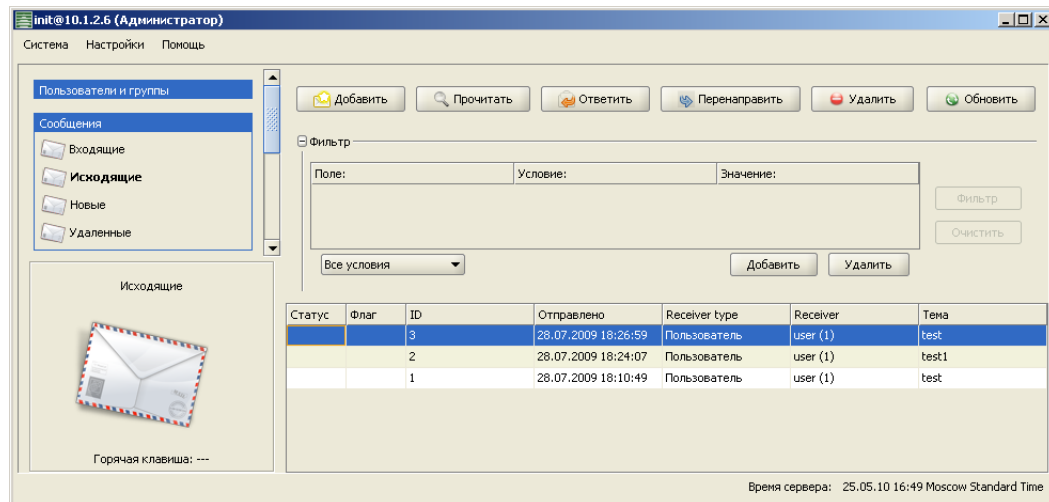 init@10.1.2.6 (Администратор)
Система Настройки Помощь
Пользователи и группы
Сообщения
Входящие
Исходящие
Новые
Удаленные
Исходящие
Горячая клавиша: ---
Добавить Прочитать Ответить Перенаправить Удалить Обновить
Фильтр
Поле: Условие: Значение:
Фильтр
Очистить
Все условия Добавить Удалить
Статус Флаг ID Отправлено Receiver type Receiver Тема
3 28.07.2009 18:26:59 Пользователь user (1) test
2 28.07.2009 18:24:07 Пользователь user (1) test1
1 28.07.2009 18:10:49 Пользователь user (1) test
Время сервера: 25.05.10 16:49 Moscow Standard Time